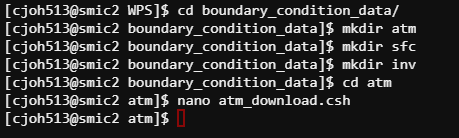 [cjoh513@smic2 WPS]$ cd boundary_condition_data/
[cjoh513@smic2 boundary_condition_data]$ mkdir atm
[cjoh513@smic2 boundary_condition_data]$ mkdir sfc
[cjoh513@smic2 boundary_condition_data]$ mkdir inv
[cjoh513@smic2 boundary_condition_data]$ cd atm
[cjoh513@smic2 atm]$ nano atm_download.csh
[cjoh513@smic2 atm]$